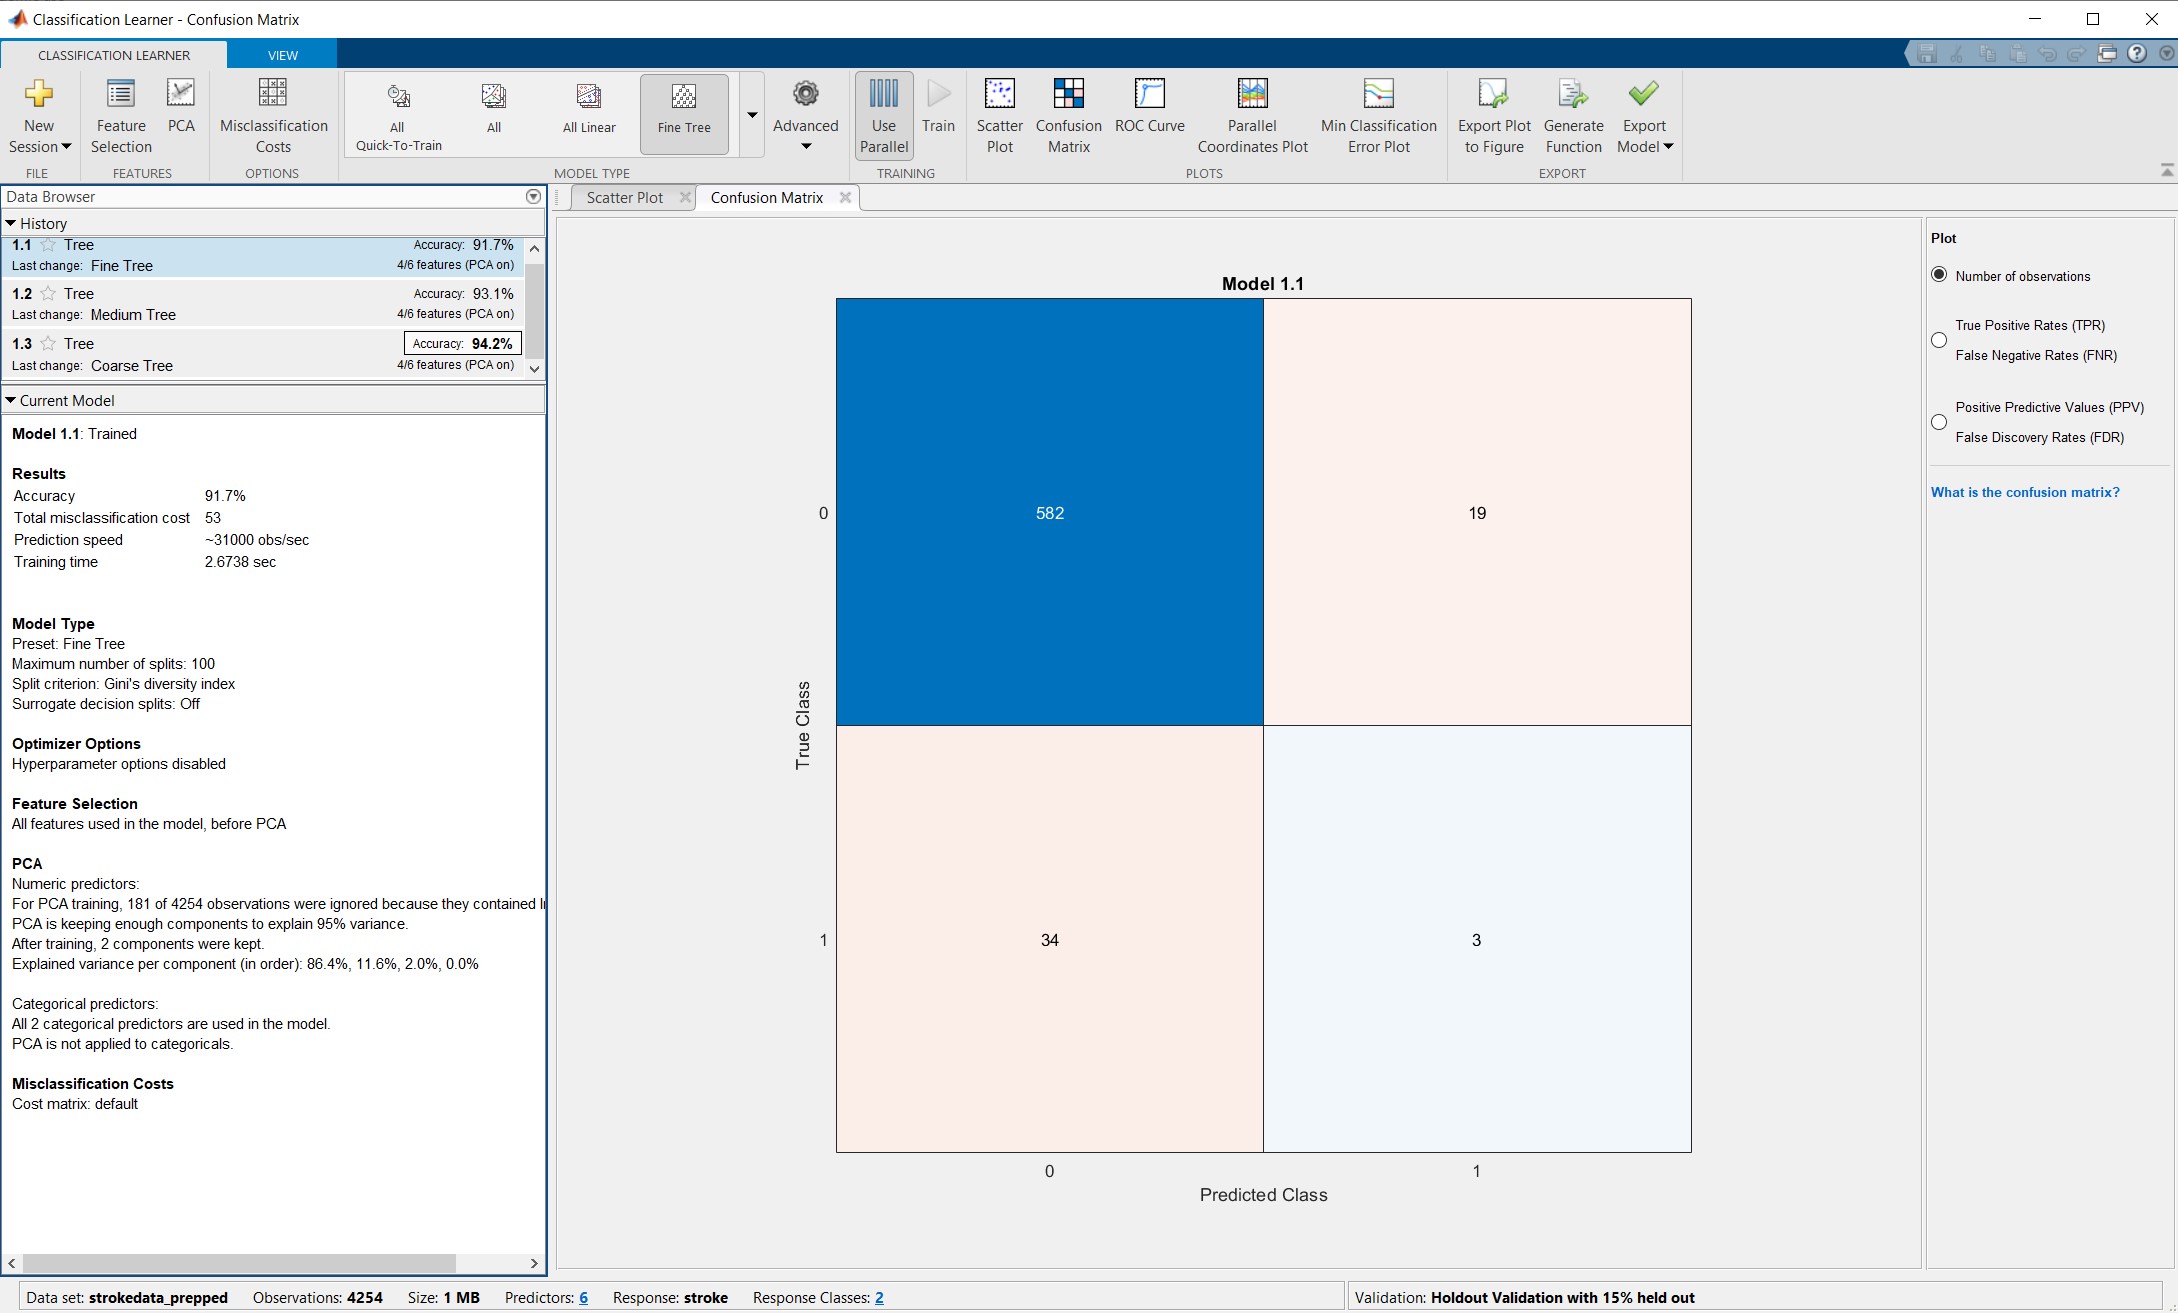 Classification Learner - Confusion Matrix
CLASSIFICATION LEARNER
VIEW
New Session
Feature Selection
PCA
Misclassification Costs
All Quick-To-Train
All
All Linear
Fine Tree
Advanced
Use Parallel
Train
Scatter Plot
Confusion Matrix
ROC Curve
Parallel Coordinates Plot
Min Classification Error Plot
Export Plot to Figure
Generate Function
Export Model
FILE
FEATURES
OPTIONS
MODEL TYPE
TRAINING
PLOTS
EXPORT
Data Browser
History
1.1 Tree Accuracy: 91.7%
Last change: Fine Tree 4/6 features (PCA on)
1.2 Tree Accuracy: 93.1%
Last change: Medium Tree 4/6 features (PCA on)
1.3 Tree Accuracy: 94.2%
Last change: Coarse Tree 4/6 features (PCA on)
Current Model
Model 1.1: Trained
Results
Accuracy 91.7%
Total misclassification cost 53
Prediction speed ~31000 obs/sec
Training time 2.6738 sec
Model Type
Preset: Fine Tree
Maximum number of splits: 100
Split criterion: Gini's diversity index
Surrogate decision splits: Off
Optimizer Options
Hyperparameter options disabled
Feature Selection
All features used in the model, before PCA
PCA
Numeric predictors:
For PCA training, 181 of 4254 observations were ignored because they contained
PCA is keeping enough components to explain 95% variance.
After training, 2 components were kept.
Explained variance per component (in order): 86.4%, 11.6%, 2.0%, 0.0%
Categorical predictors:
All 2 categorical predictors are used in the model.
PCA is not applied to categoricals.
Misclassification Costs
Cost matrix: default
Scatter Plot
Confusion Matrix
Model 1.1
True Class
0
582
19
1
34
3
0
1
Predicted Class
Plot
Number of observations
True Positive Rates (TPR)
False Negative Rates (FNR)
Positive Predictive Values (PPV)
False Discovery Rates (FDR)
What is the confusion matrix?
Data set: strokedata_prepped Observations: 4254 Size: 1 MB Predictors: 6 Response: stroke Response Classes: 2
Validation: Holdout Validation with 15% held out